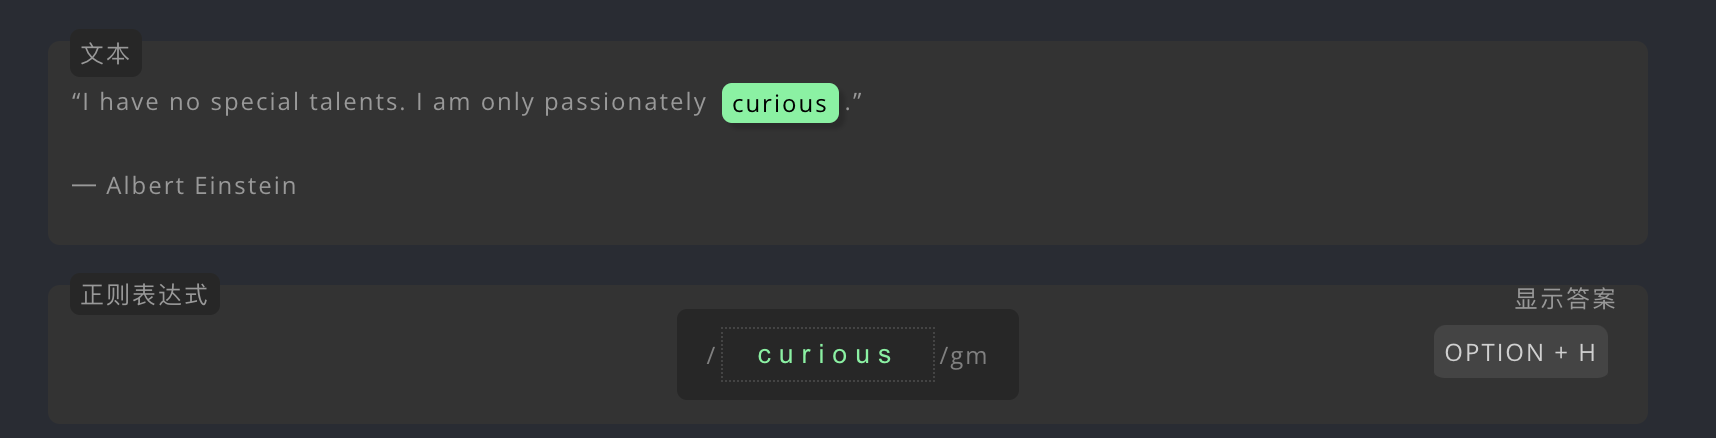 文本
“I have no special talents. I am only passionately curious.”
— Albert Einstein
正则表达式
显示答案
/curious/gm
OPTION + H